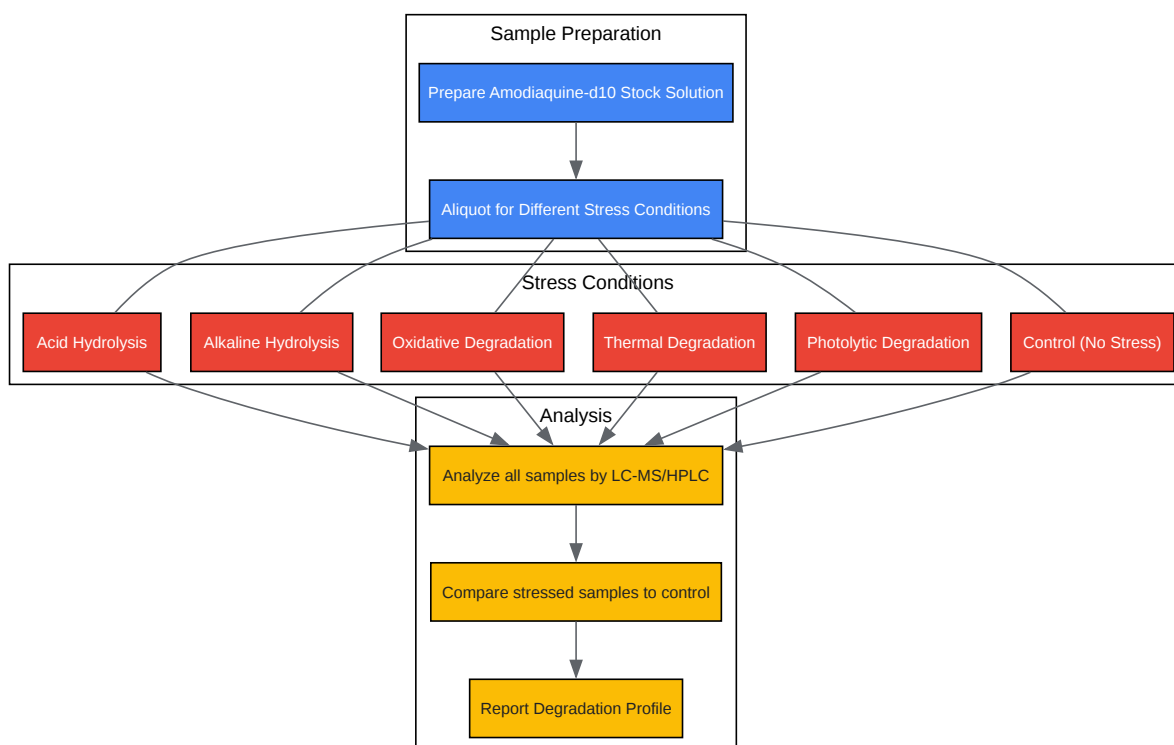 Sample Preparation
Prepare Amodiaquine-d10 Stock Solution
Aliquot for Different Stress Conditions
Stress Conditions
Acid Hydrolysis
Alkaline Hydrolysis
Oxidative Degradation
Thermal Degradation
Photolytic Degradation
Control (No Stress)
Analysis
Analyze all samples by LC-MS/HPLC
Compare stressed samples to control
Report Degradation Profile